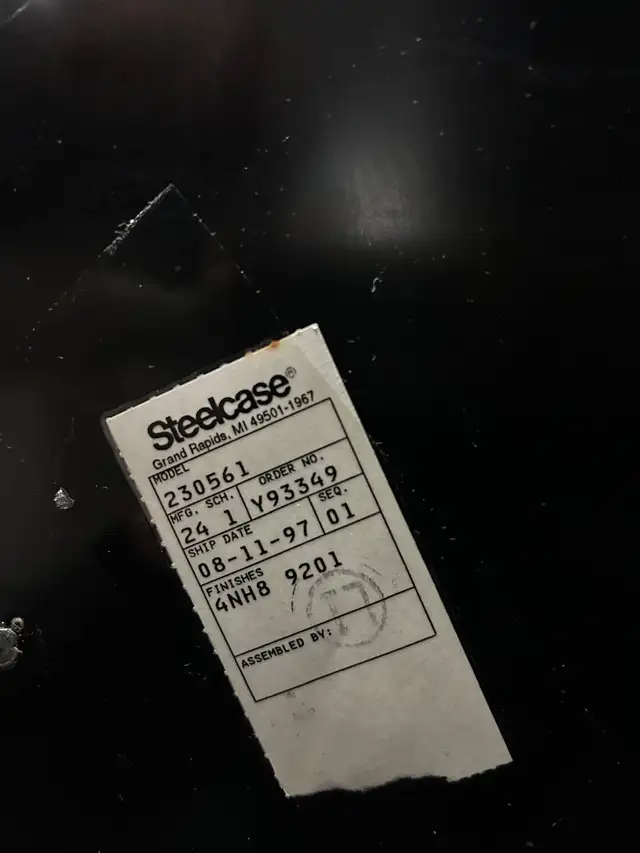 Steelcase®
Grand Rapids, MI 49501-1967
MODEL
230561
MFG. SCH.
24 1
ORDER NO.
Y93349
SHIP DATE
08-11-97
SEQ.
01
FINISHES
4NH8 9201
17
ASSEMBLED BY: